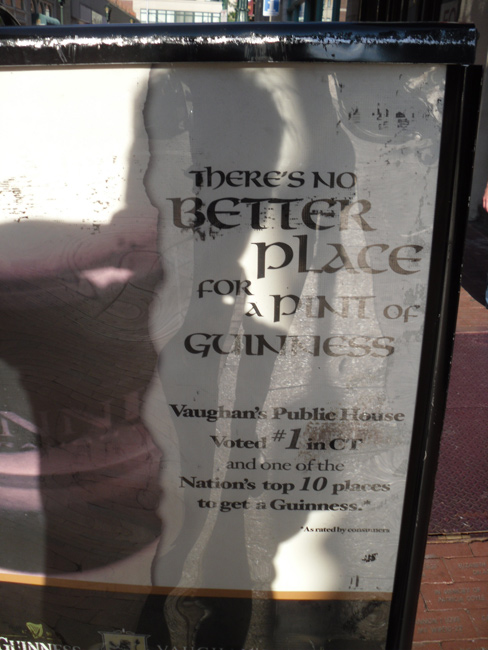 There's no
Better
Place
for
a Pint of
Guinness
Vaughan's Public House
Voted #1 in CT
and one of the
Nation's top 10 places
to get a Guinness.*
*As rated by consumers
GUINNESS